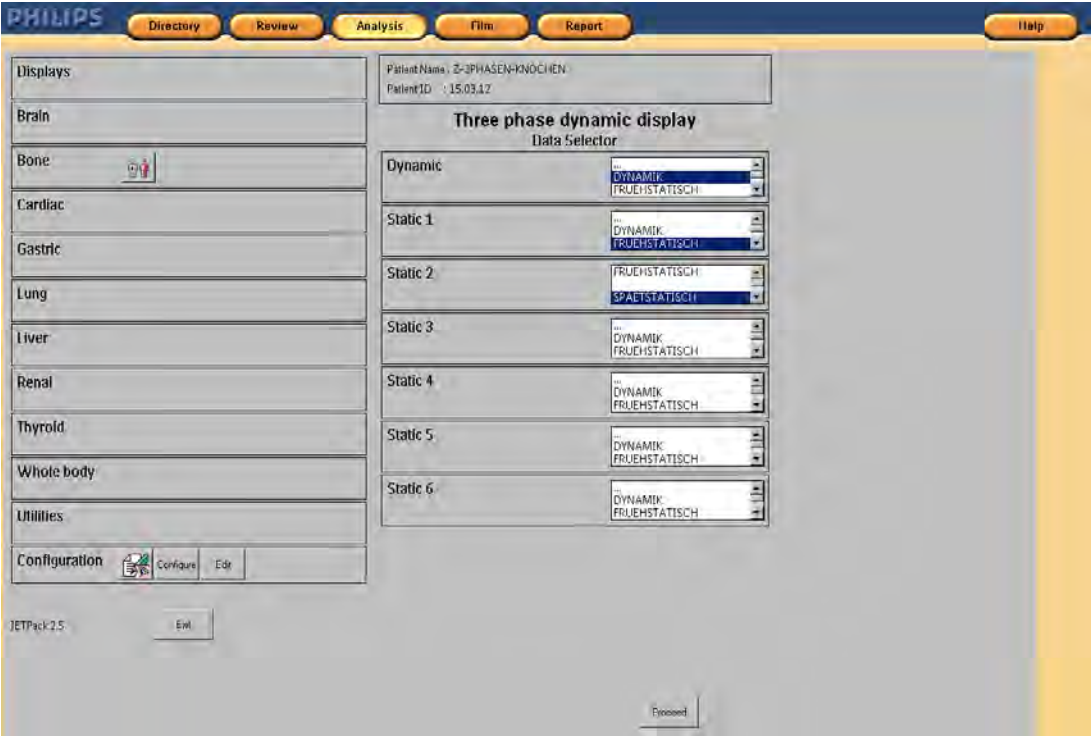 PHILIPS
Directory
Review
Analysis
Film
Report
Help
Displays
Brain
Bone
Cardiac
Gastric
Lung
Liver
Renal
Thyroid
Whole body
Utilities
Configuration
Configure
Edit
JETPack 2.5
Exit
Patient Name : Z-3PHASEN-KNOCHEN
Patient ID : 15.03.12
Three phase dynamic display
Data Selector
Dynamic
...
DYNAMIK
FRUEHSTATISCH
Static 1
...
DYNAMIK
FRUEHSTATISCH
Static 2
FRUEHSTATISCH
SPAETSTATISCH
Static 3
...
DYNAMIK
FRUEHSTATISCH
Static 4
...
DYNAMIK
FRUEHSTATISCH
Static 5
...
DYNAMIK
FRUEHSTATISCH
Static 6
...
DYNAMIK
FRUEHSTATISCH
Proceed